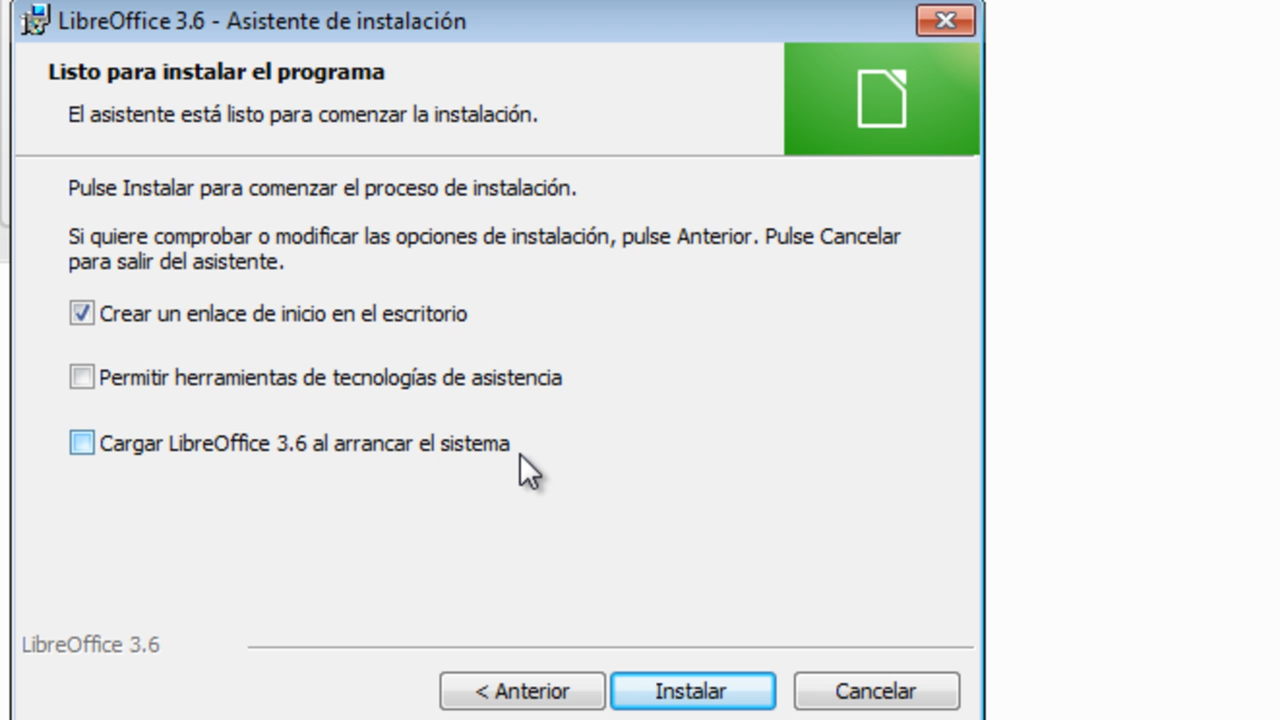 LibreOffice 3.6 - Asistente de instalación
Listo para instalar el programa
El asistente está listo para comenzar la instalación.
Pulse Instalar para comenzar el proceso de instalación.
Si quiere comprobar o modificar las opciones de instalación, pulse Anterior. Pulse Cancelar
para salir del asistente.
Crear un enlace de inicio en el escritorio
Permitir herramientas de tecnologías de asistencia
Cargar LibreOffice 3.6 al arrancar el sistema
LibreOffice 3.6
< Anterior
Instalar
Cancelar